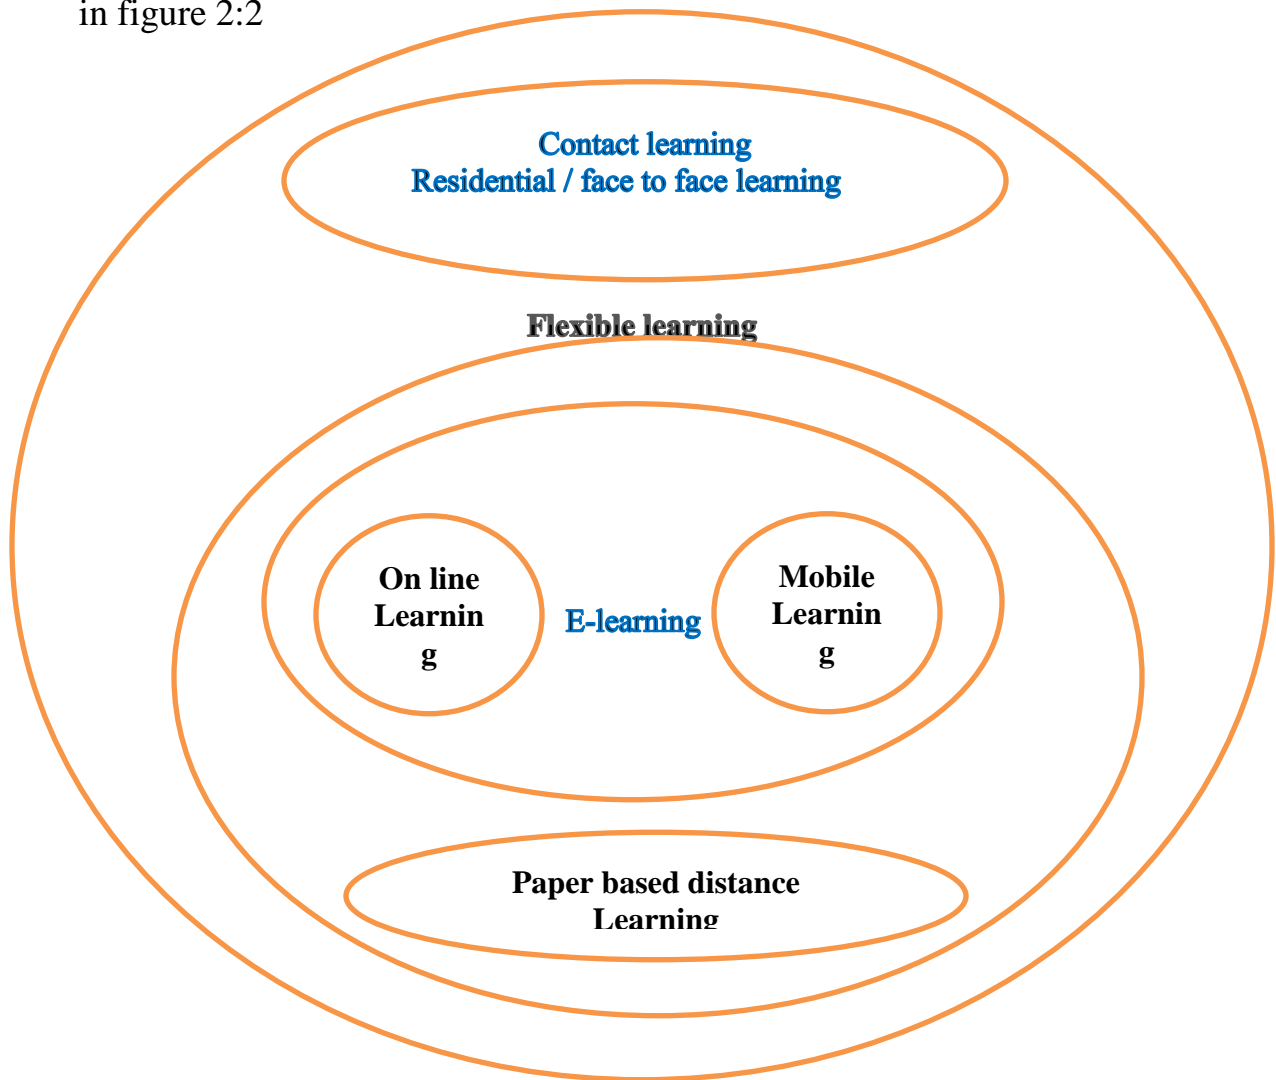 in figure 2:2
Contact learning
Residential / face to face learning
Flexible learning
On line
Learnin
g
E-learning
Mobile
Learnin
g
Paper based distance
Learning